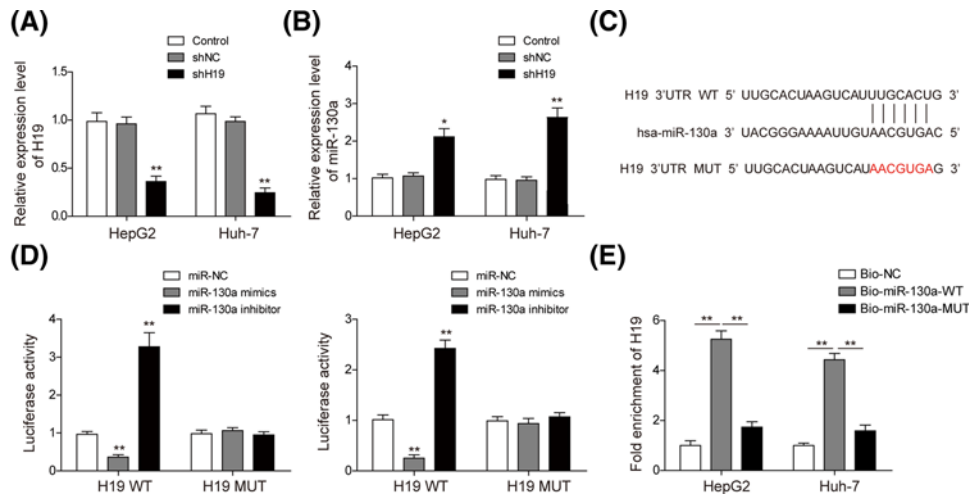 (A)
Control
shNC
shH19
Relative expression level
of H19
1.5
1.0
0.5
0.0
**
**
HepG2
Huh-7
(B)
Control
shNC
shH19
Relative expression level
of miR-130a
4
3
2
1
0
*
**
HepG2
Huh-7
(C)
H19 3'UTR WT 5' UUGCACUAAGUCAUUUGCACUG 3'
hsa-miR-130a 3' UACGGGAAAAUUGUAACGUGAC 5'
H19 3'UTR MUT 5' UUGCACUAAGUCAUAACGUGAG 3'
(D)
miR-NC
miR-130a mimics
miR-130a inhibitor
Luciferase activity
4
3
2
1
0
**
**
H19 WT
H19 MUT
miR-NC
miR-130a mimics
miR-130a inhibitor
Luciferase activity
3
2
1
0
**
**
H19 WT
H19 MUT
(E)
Bio-NC
Bio-miR-130a-WT
Bio-miR-130a-MUT
Fold enrichment of H19
6
4
2
0
** **
** **
HepG2
Huh-7